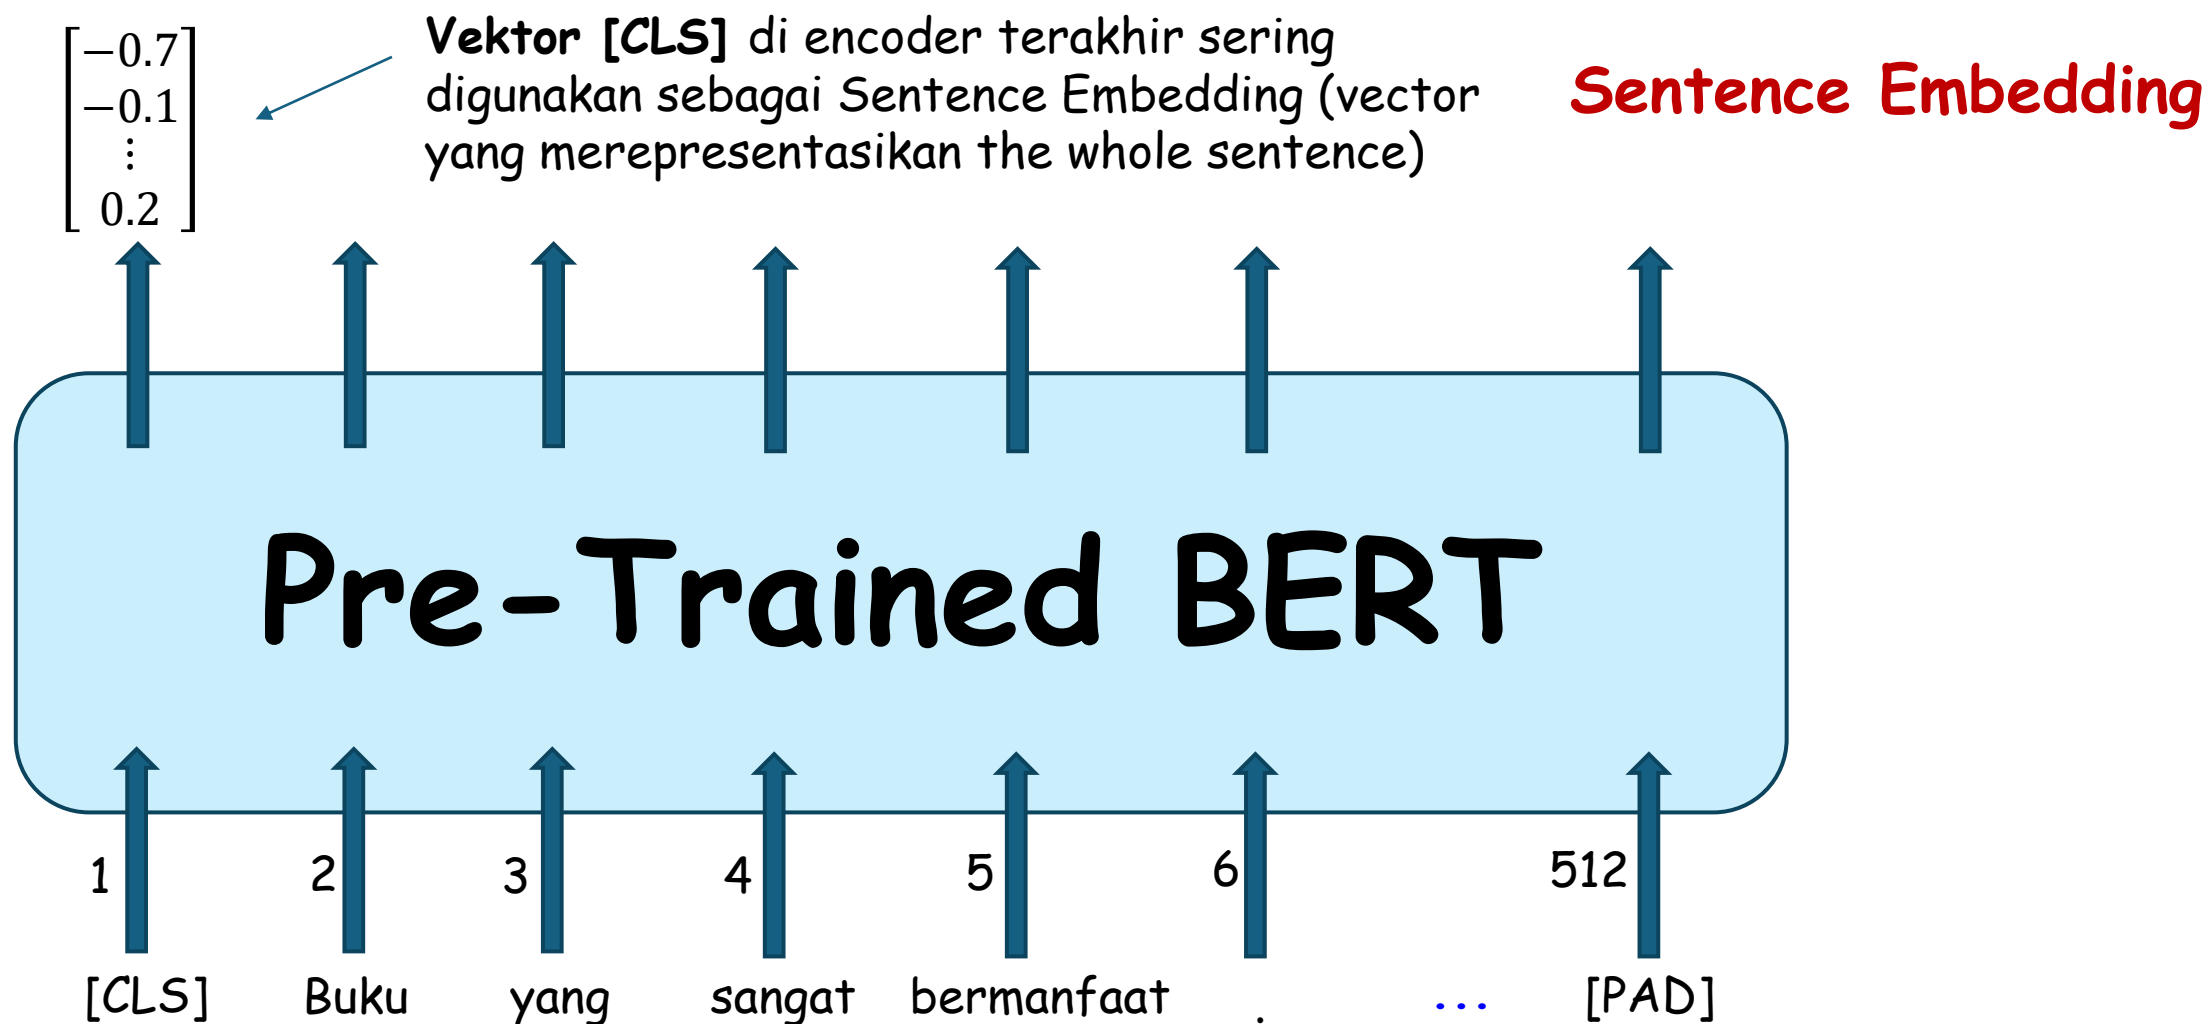 −0.7
−0.1
⋮
0.2
Vektor [CLS] di encoder terakhir sering
digunakan sebagai Sentence Embedding (vector
yang merepresentasikan the whole sentence)
Sentence Embedding
Pre-Trained BERT
1 2 3 4 5 6 512
[CLS] Buku yang sangat bermanfaat . ... [PAD]